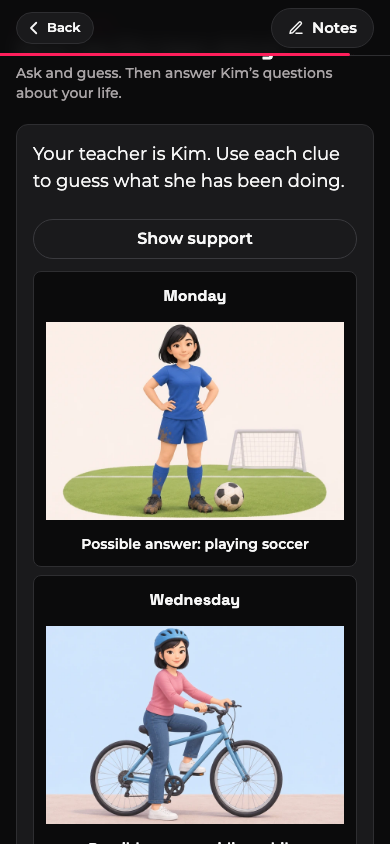 Back
Notes
Ask and guess. Then answer Kim’s questions
about your life.
Your teacher is Kim. Use each clue
to guess what she has been doing.
Show support
Monday
Possible answer: playing soccer
Wednesday